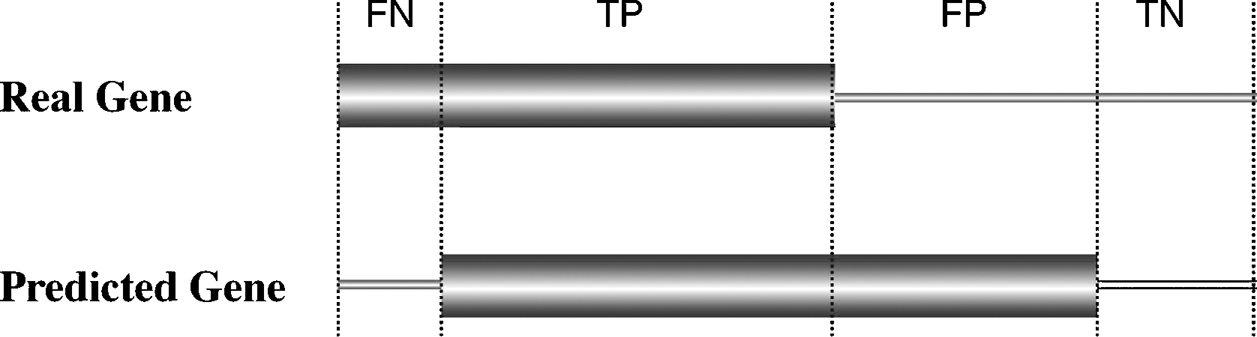 FN TP FP TN
Real Gene
Predicted Gene